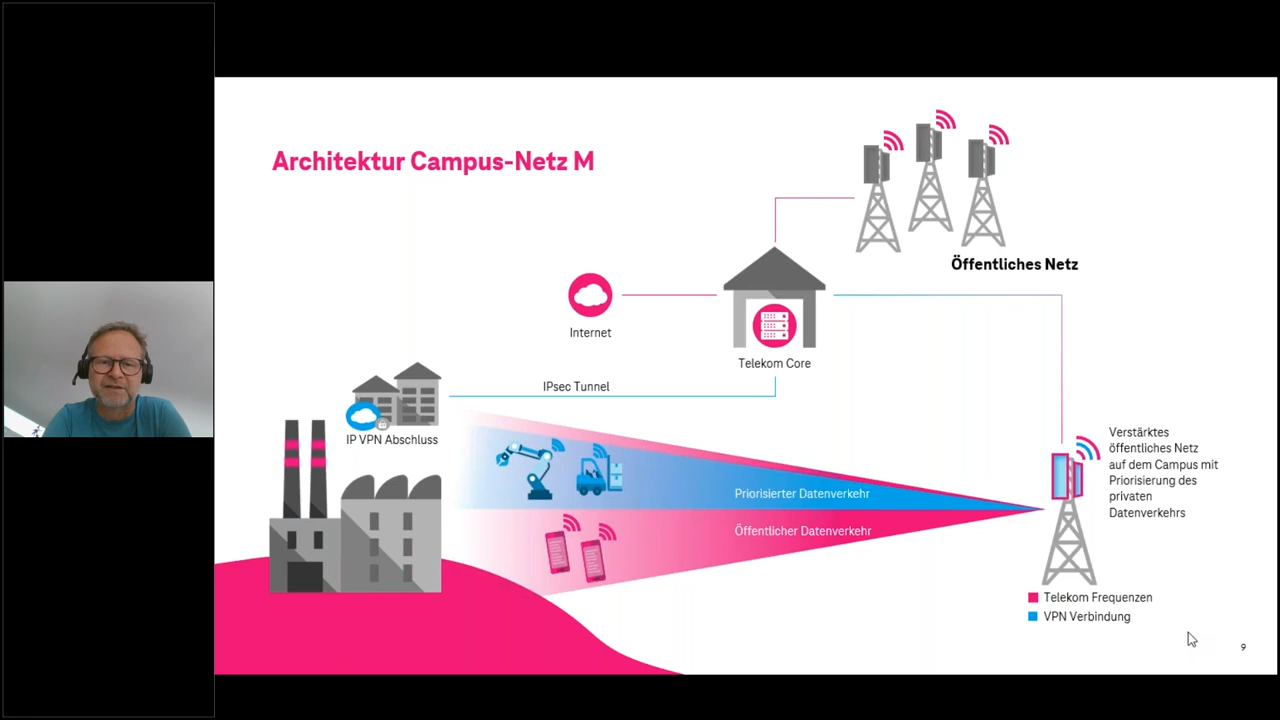 Architektur Campus-Netz M
Öffentliches Netz
Internet
Telekom Core
IPsec Tunnel
IP VPN Abschluss
Verstärktes
öffentliches Netz
auf dem Campus mit
Priorisierung des
privaten
Datenverkehrs
Priorisierter Datenverkehr
Öffentlicher Datenverkehr
Telekom Frequenzen
VPN Verbindung
9